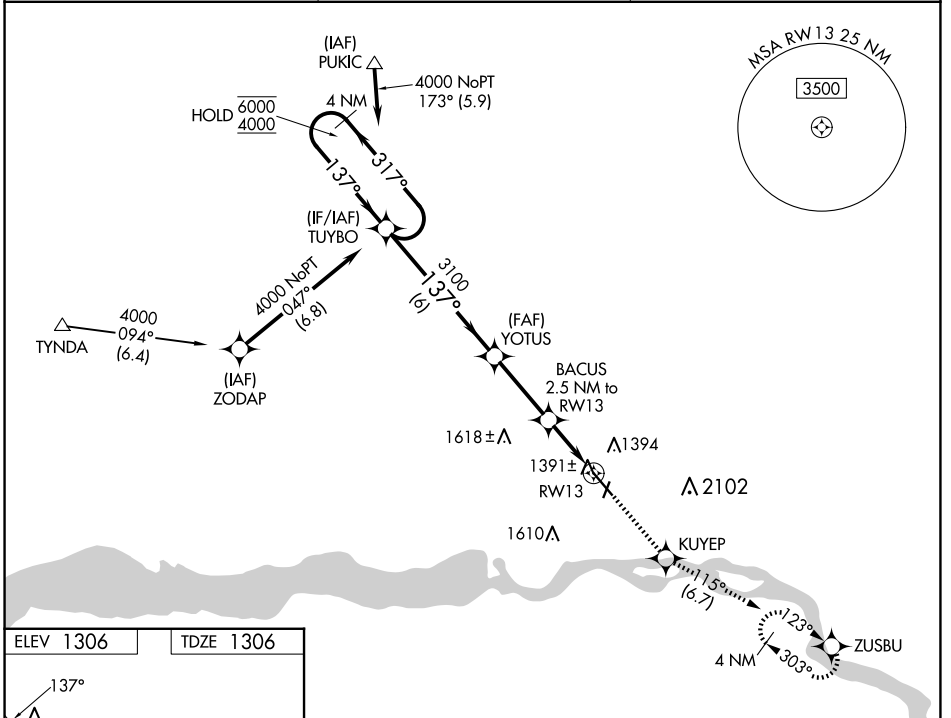 (IAF)
PUKIC
4000 NoPT
173° (5.9)
HOLD 6000
4000
4 NM
137°
317°
(IF/IAF)
TUYBO
4000 NoPT
047°
(6.8)
3100
137°
(6)
TYNDA
4000
094°
(6.4)
(IAF)
ZODAP
(FAF)
YOTUS
BACUS
2.5 NM to
RW13
1618±
1394
1391±
RW13
2102
1610
KUYEP
115°
(6.7)
123°
ZUSBU
4 NM
303°
MSA RW13 25 NM
3500
ELEV 1306
TDZE 1306
137°